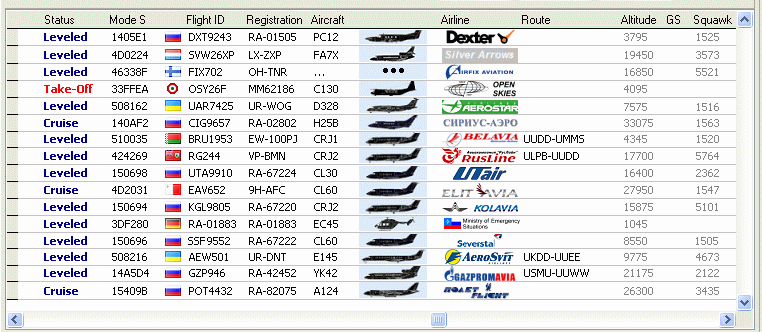 Status Mode S Flight ID Registration Aircraft Airline Route Altitude GS Squawk
Leveled 1405E1 DXT9243 RA-01505 PC12 Dexter 3795 1525
Leveled 4D0224 SVW26XP LX-ZXP FA7X Silver Arrows 19450 3573
Leveled 46338F FIX702 OH-TNR ... ••• AIRFIX AVIATION 16850 5521
Take-Off 33FFEA OSY26F MM62186 C130 OPEN SKIES 4095
Leveled 508162 UAR7425 UR-WOG D328 AEROSTAR 7575 1516
Cruise 140AF2 CIG9657 RA-02802 H25B СИРИУС-АЭРО 33075 1563
Leveled 510035 BRU1953 EW-100PJ CRJ1 BELAVIA UUDD-UMMS 4345 1520
Leveled 424269 RG244 VP-BMN CRJ2 RusLine ULPB-UUDD 17700 5764
Leveled 150698 UTA9910 RA-67224 CL30 UTair 16400 2362
Cruise 4D2031 EAV652 9H-AFC CL60 ELIT AVIA 27950 1547
Leveled 150694 KGL9805 RA-67220 CRJ2 KOLAVIA 15875 5101
Leveled 3DF280 RA-01883 RA-01883 EC45 Ministry of Emergency Situations 1045
Leveled 150696 SSF9552 RA-67222 CL60 Severstal 8550 1505
Leveled 508216 AEW501 UR-DNT E145 AEROSVIT UKDD-UUEE 9775 4673
Leveled 14A5D4 GZP946 RA-42452 YK42 GAZPROMAVIA USMU-UUWW 21175 2122
Cruise 15409B POT4432 RA-82075 A124 ПОЛЕТ FLIGHT 26300 3435